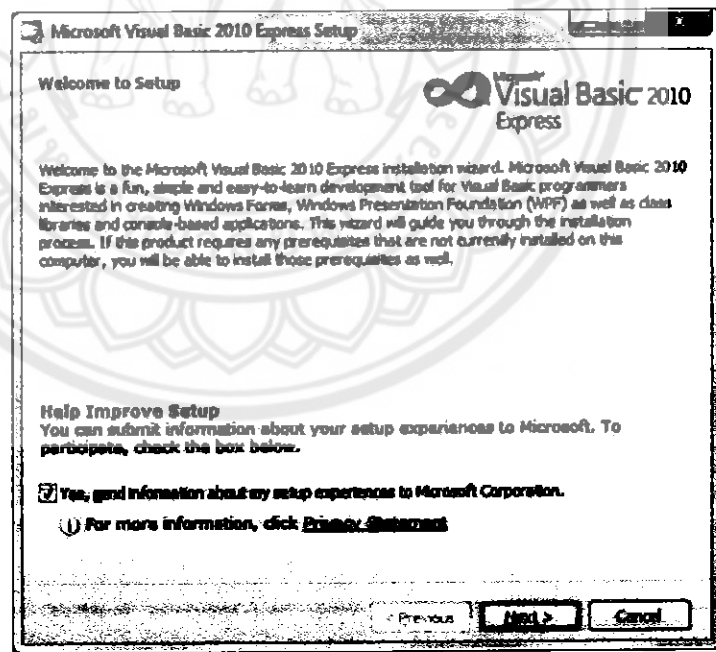 Microsoft Visual Basic 2010 Express Setup
Welcome to Setup
Microsoft
Visual Basic 2010
Express
Welcome to the Microsoft Visual Basic 2010 Express installation wizard. Microsoft Visual Basic 2010
Express is a fun, simple and easy-to-learn development tool for Visual Basic programmers
interested in creating Windows Forms, Windows Presentation Foundation (WPF) as well as class
libraries and console-based applications. This wizard will guide you through the installation
process. If this product requires any prerequisites that are not currently installed on this
computer, you will be able to install those prerequisites as well.
Help Improve Setup
You can submit information about your setup experiences to Microsoft. To
participate, check the box below.
Yes, send information about my setup experiences to Microsoft Corporation.
For more information, click Privacy Statement
< Previous
Next >
Cancel